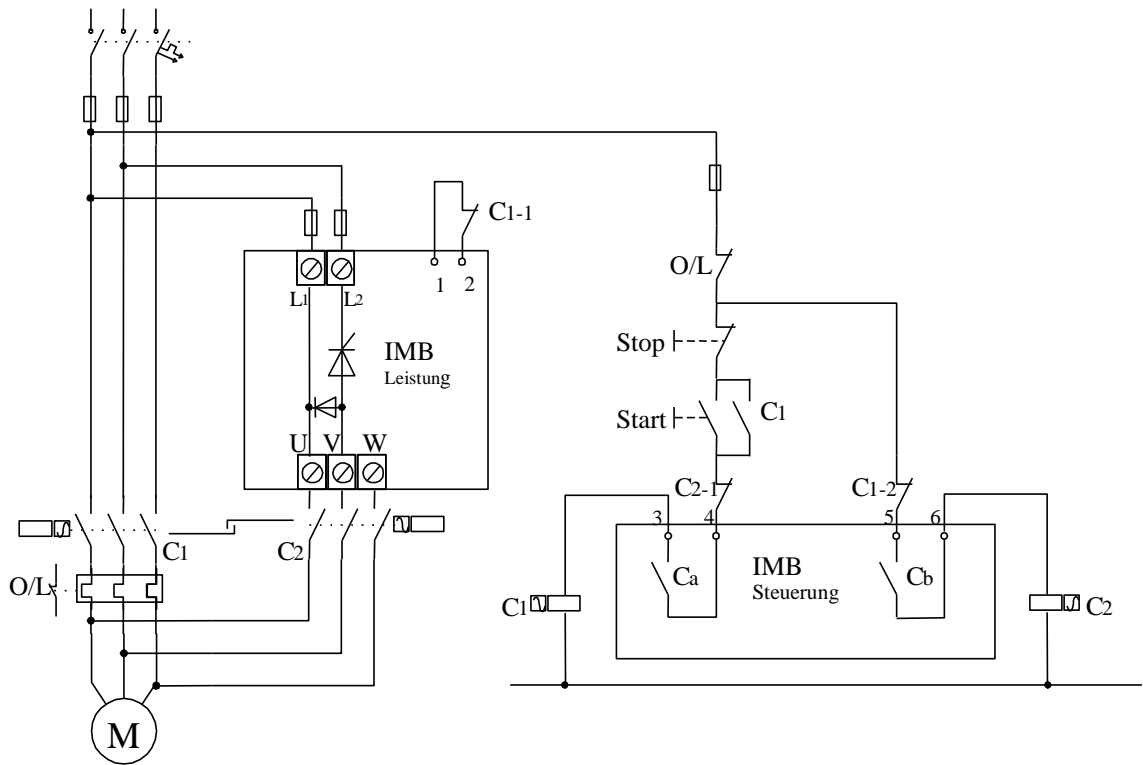 C1-1
O/L
1 2
L1 L2
Stop
IMB
Leistung
Start
C1
U V W
C2-1
C1-2
3 4 5 6
C1
C2
O/L
IMB
Steuerung
Ca
Cb
C1
C2
M